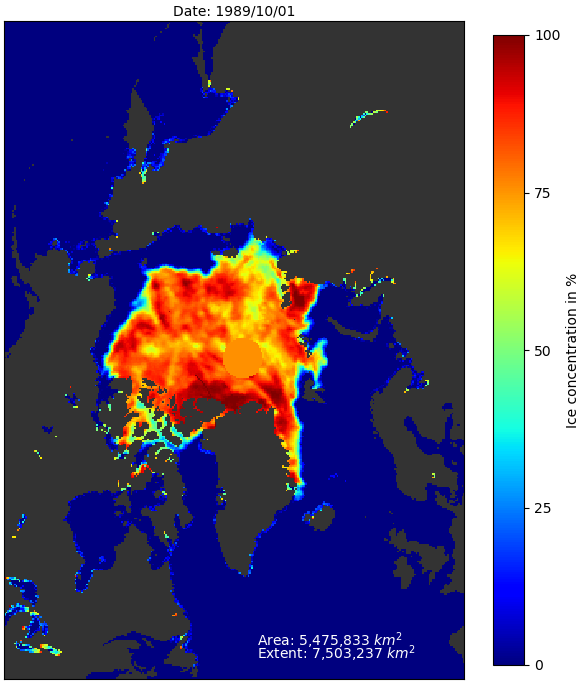 Date: 1989/10/01
100
75
50
25
0
Ice concentration in %
Area: 5,475,833 km²
Extent: 7,503,237 km²